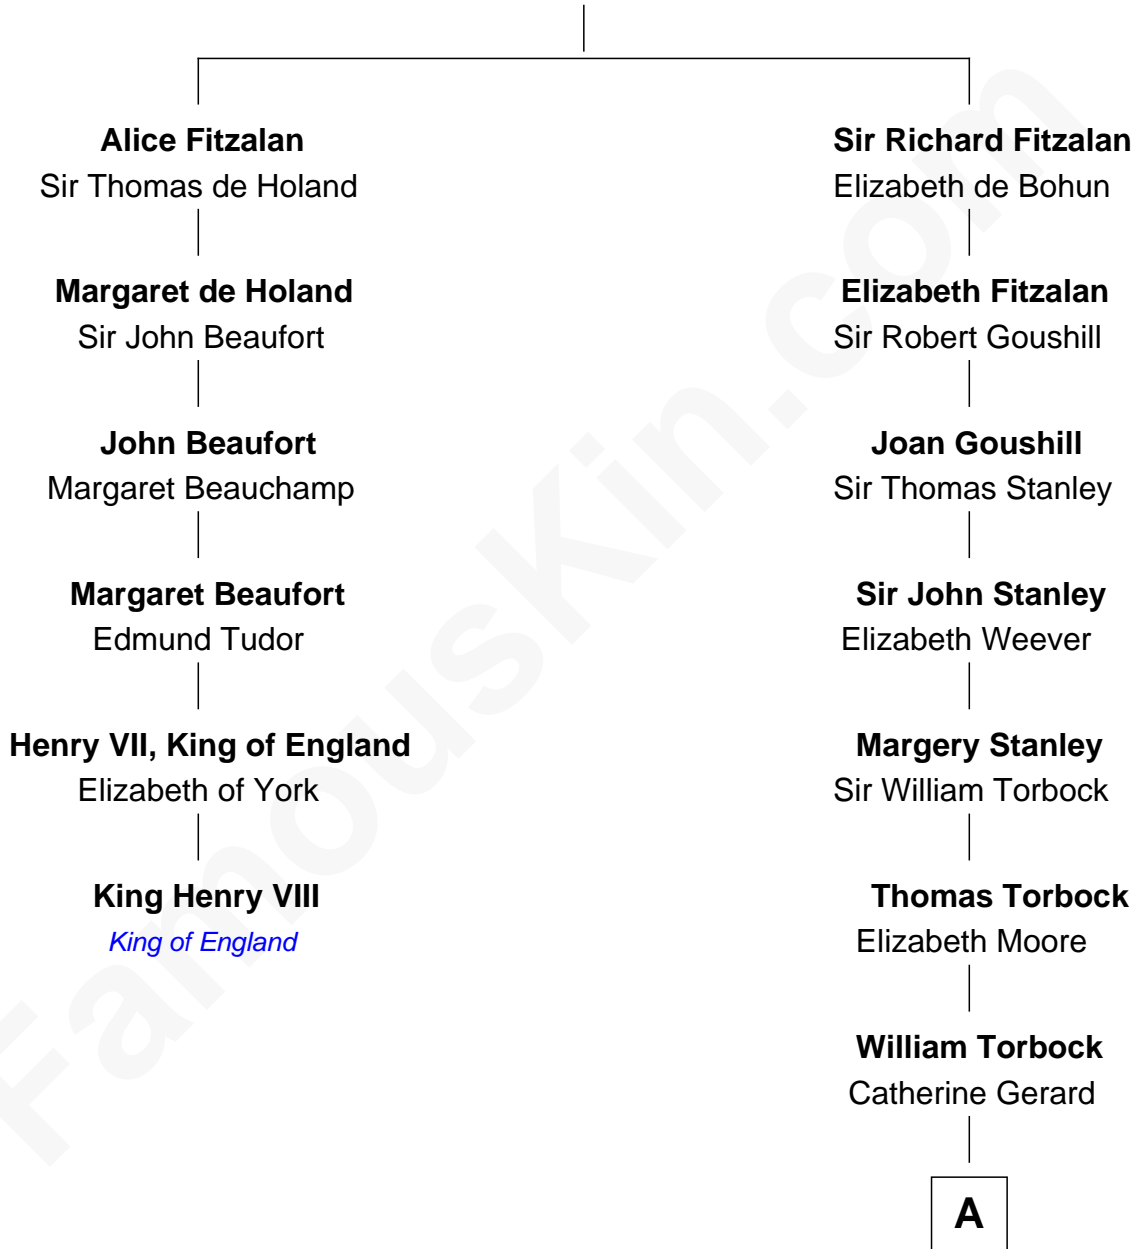 Alice Fitzalan
Sir Thomas de Holand
Margaret de Holand
Sir John Beaufort
John Beaufort
Margaret Beauchamp
Margaret Beaufort
Edmund Tudor
Henry VII, King of England
Elizabeth of York
King Henry VIII
King of England
Sir Richard Fitzalan
Elizabeth de Bohun
Elizabeth Fitzalan
Sir Robert Goushill
Joan Goushill
Sir Thomas Stanley
Sir John Stanley
Elizabeth Weever
Margery Stanley
Sir William Torbock
Thomas Torbock
Elizabeth Moore
William Torbock
Catherine Gerard
A
FamousKin.com